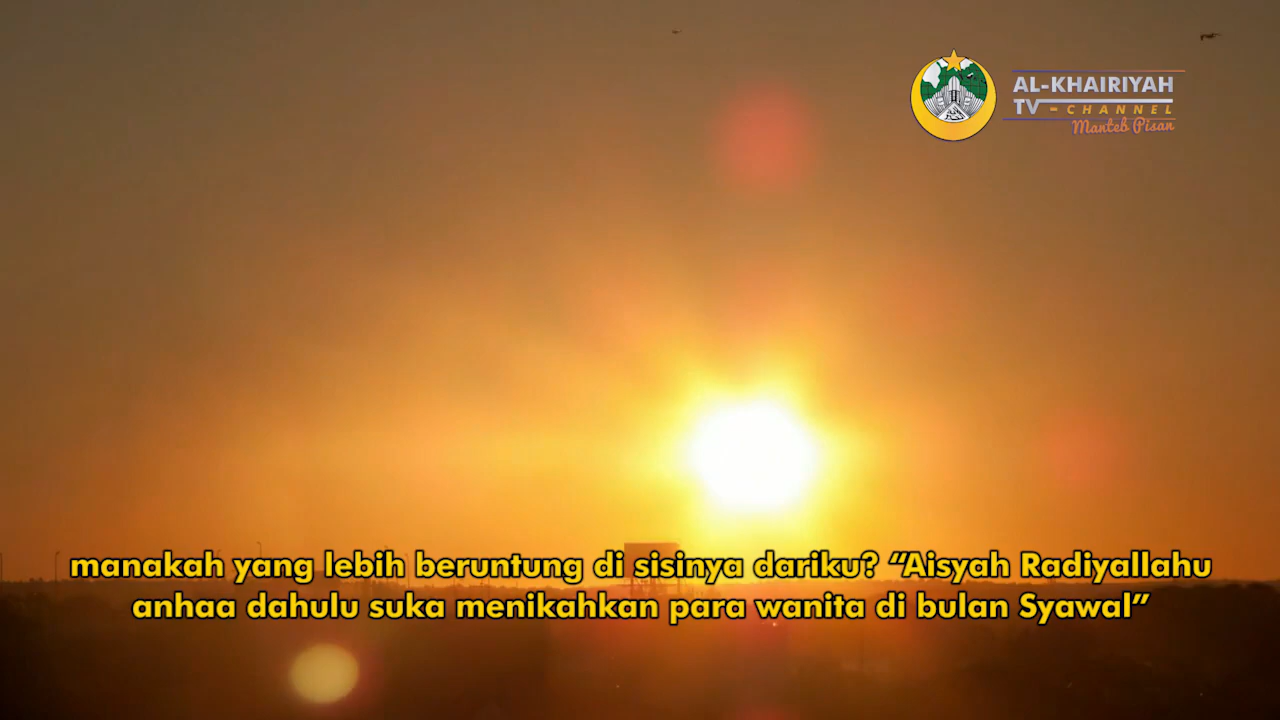 AL-KHAIRIYAH
TV - CHANNEL
Manteb Pisan
manakah yang lebih beruntung di sisinya dariku? “Aisyah Radiyallahu
anhaa dahulu suka menikahkan para wanita di bulan Syawal”